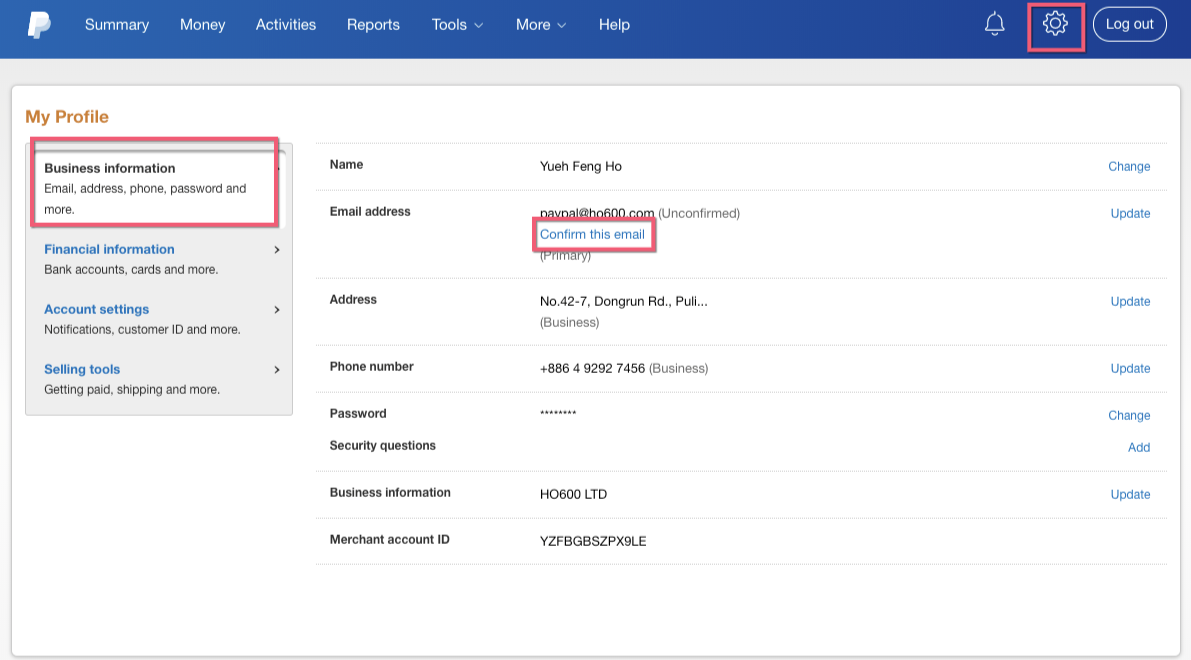 Summary Money Activities Reports Tools More Help Log out
My Profile
Business information
Email, address, phone, password and
more.
Financial information
Bank accounts, cards and more.
Account settings
Notifications, customer ID and more.
Selling tools
Getting paid, shipping and more.
Name Yueh Feng Ho Change
Email address paypal@ho600.com (Unconfirmed) Update
Confirm this email
(Primary)
Address No.42-7, Dongrun Rd., Puli... Update
(Business)
Phone number +886 4 9292 7456 (Business) Update
Password ******** Change
Security questions Add
Business information HO600 LTD Update
Merchant account ID YZFBGBSZPX9LE